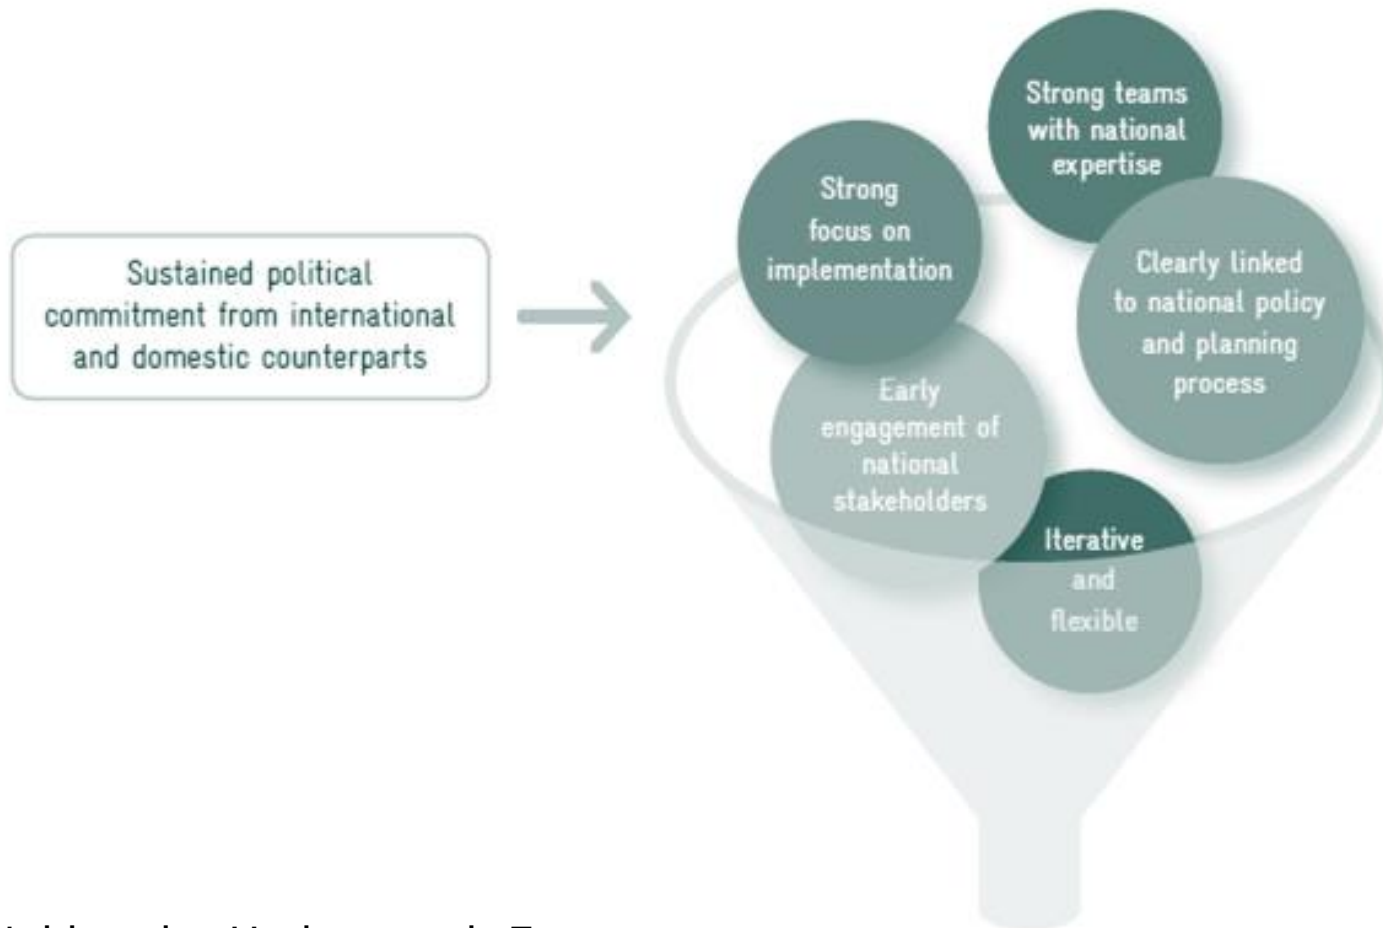 Sustained political
commitment from international
and domestic counterparts
Strong teams
with national
expertise
Strong
focus on
implementation
Clearly linked
to national policy
and planning
process
Early
engagement of
national
stakeholders
Iterative
and
flexible